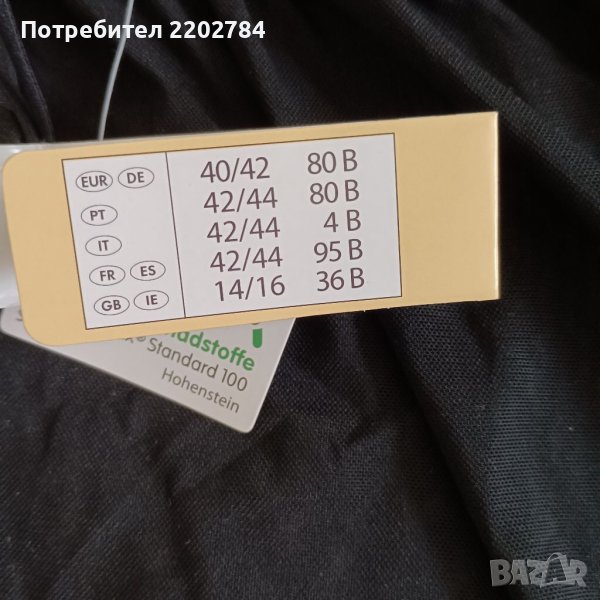 Потребител 2202784
EUR DE 40/42 80 B
PT 42/44 80 B
IT 42/44 4 B
FR ES 42/44 95 B
GB IE 14/16 36 B
Standard 100
Hohenstein
BAZAR